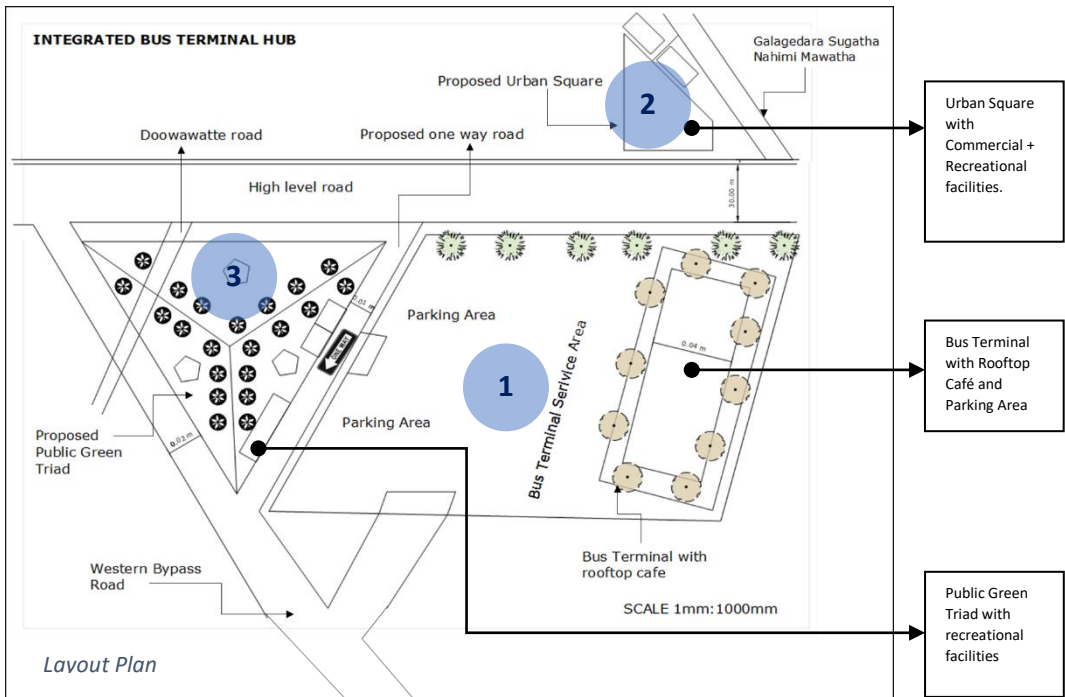 INTEGRATED BUS TERMINAL HUB
Galagedara Sugatha
Nahimi Mawatha
Proposed Urban Square
2
Urban Square
with
Commercial +
Recreational
facilities.
Doowawatte road
Proposed one way road
High level road
30.00 m
3
0.01 m
Parking Area
ONE WAY
1
Bus Terminal Serivice Area
0.04 m
Bus Terminal
with Rooftop
Café and
Parking Area
Parking Area
Proposed
Public Green
Triad
0.02 m
Bus Terminal with
rooftop cafe
Western Bypass
Road
SCALE 1mm:1000mm
Public Green
Triad with
recreational
facilities
Layout Plan